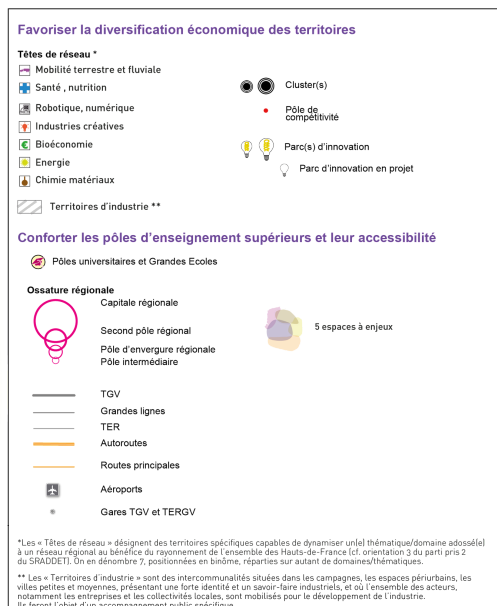 Favoriser la diversification économique des territoires
Têtes de réseau *
Mobilité terrestre et fluviale
Santé , nutrition
Robotique, numérique
Industries créatives
Bioéconomie
Energie
Chimie matériaux
Cluster(s)
Pôle de
compétitivité
Parc(s) d'innovation
Parc d'innovation en projet
Territoires d'industrie **
Conforter les pôles d'enseignement supérieurs et leur accessibilité
Pôles universitaires et Grandes Ecoles
Ossature régionale
Capitale régionale
Second pôle régional
Pôle d'envergure régionale
Pôle intermédiaire
5 espaces à enjeux
TGV
Grandes lignes
TER
Autoroutes
Routes principales
Aéroports
Gares TGV et TERGV
*Les « Têtes de réseau » désignent des territoires spécifiques capables de dynamiser un(e) thématique/domaine adossé(e)
à un réseau régional au bénéfice du rayonnement de l'ensemble des Hauts-de-France (cf. orientation 3 du parti pris 2
du SRADDET). On en dénombre 7, positionnées en binôme, réparties sur autant de domaines/thématiques.
** Les « Territoires d'industrie » sont des intercommunalités situées dans les campagnes, les espaces périurbains, les
villes petites et moyennes, présentant une forte identité et un savoir-faire industriels, et où l'ensemble des acteurs,
notamment les entreprises et les collectivités locales, sont mobilisés pour le développement de l'industrie.
Ils feront l'objet d'un accompagnement public spécifique.